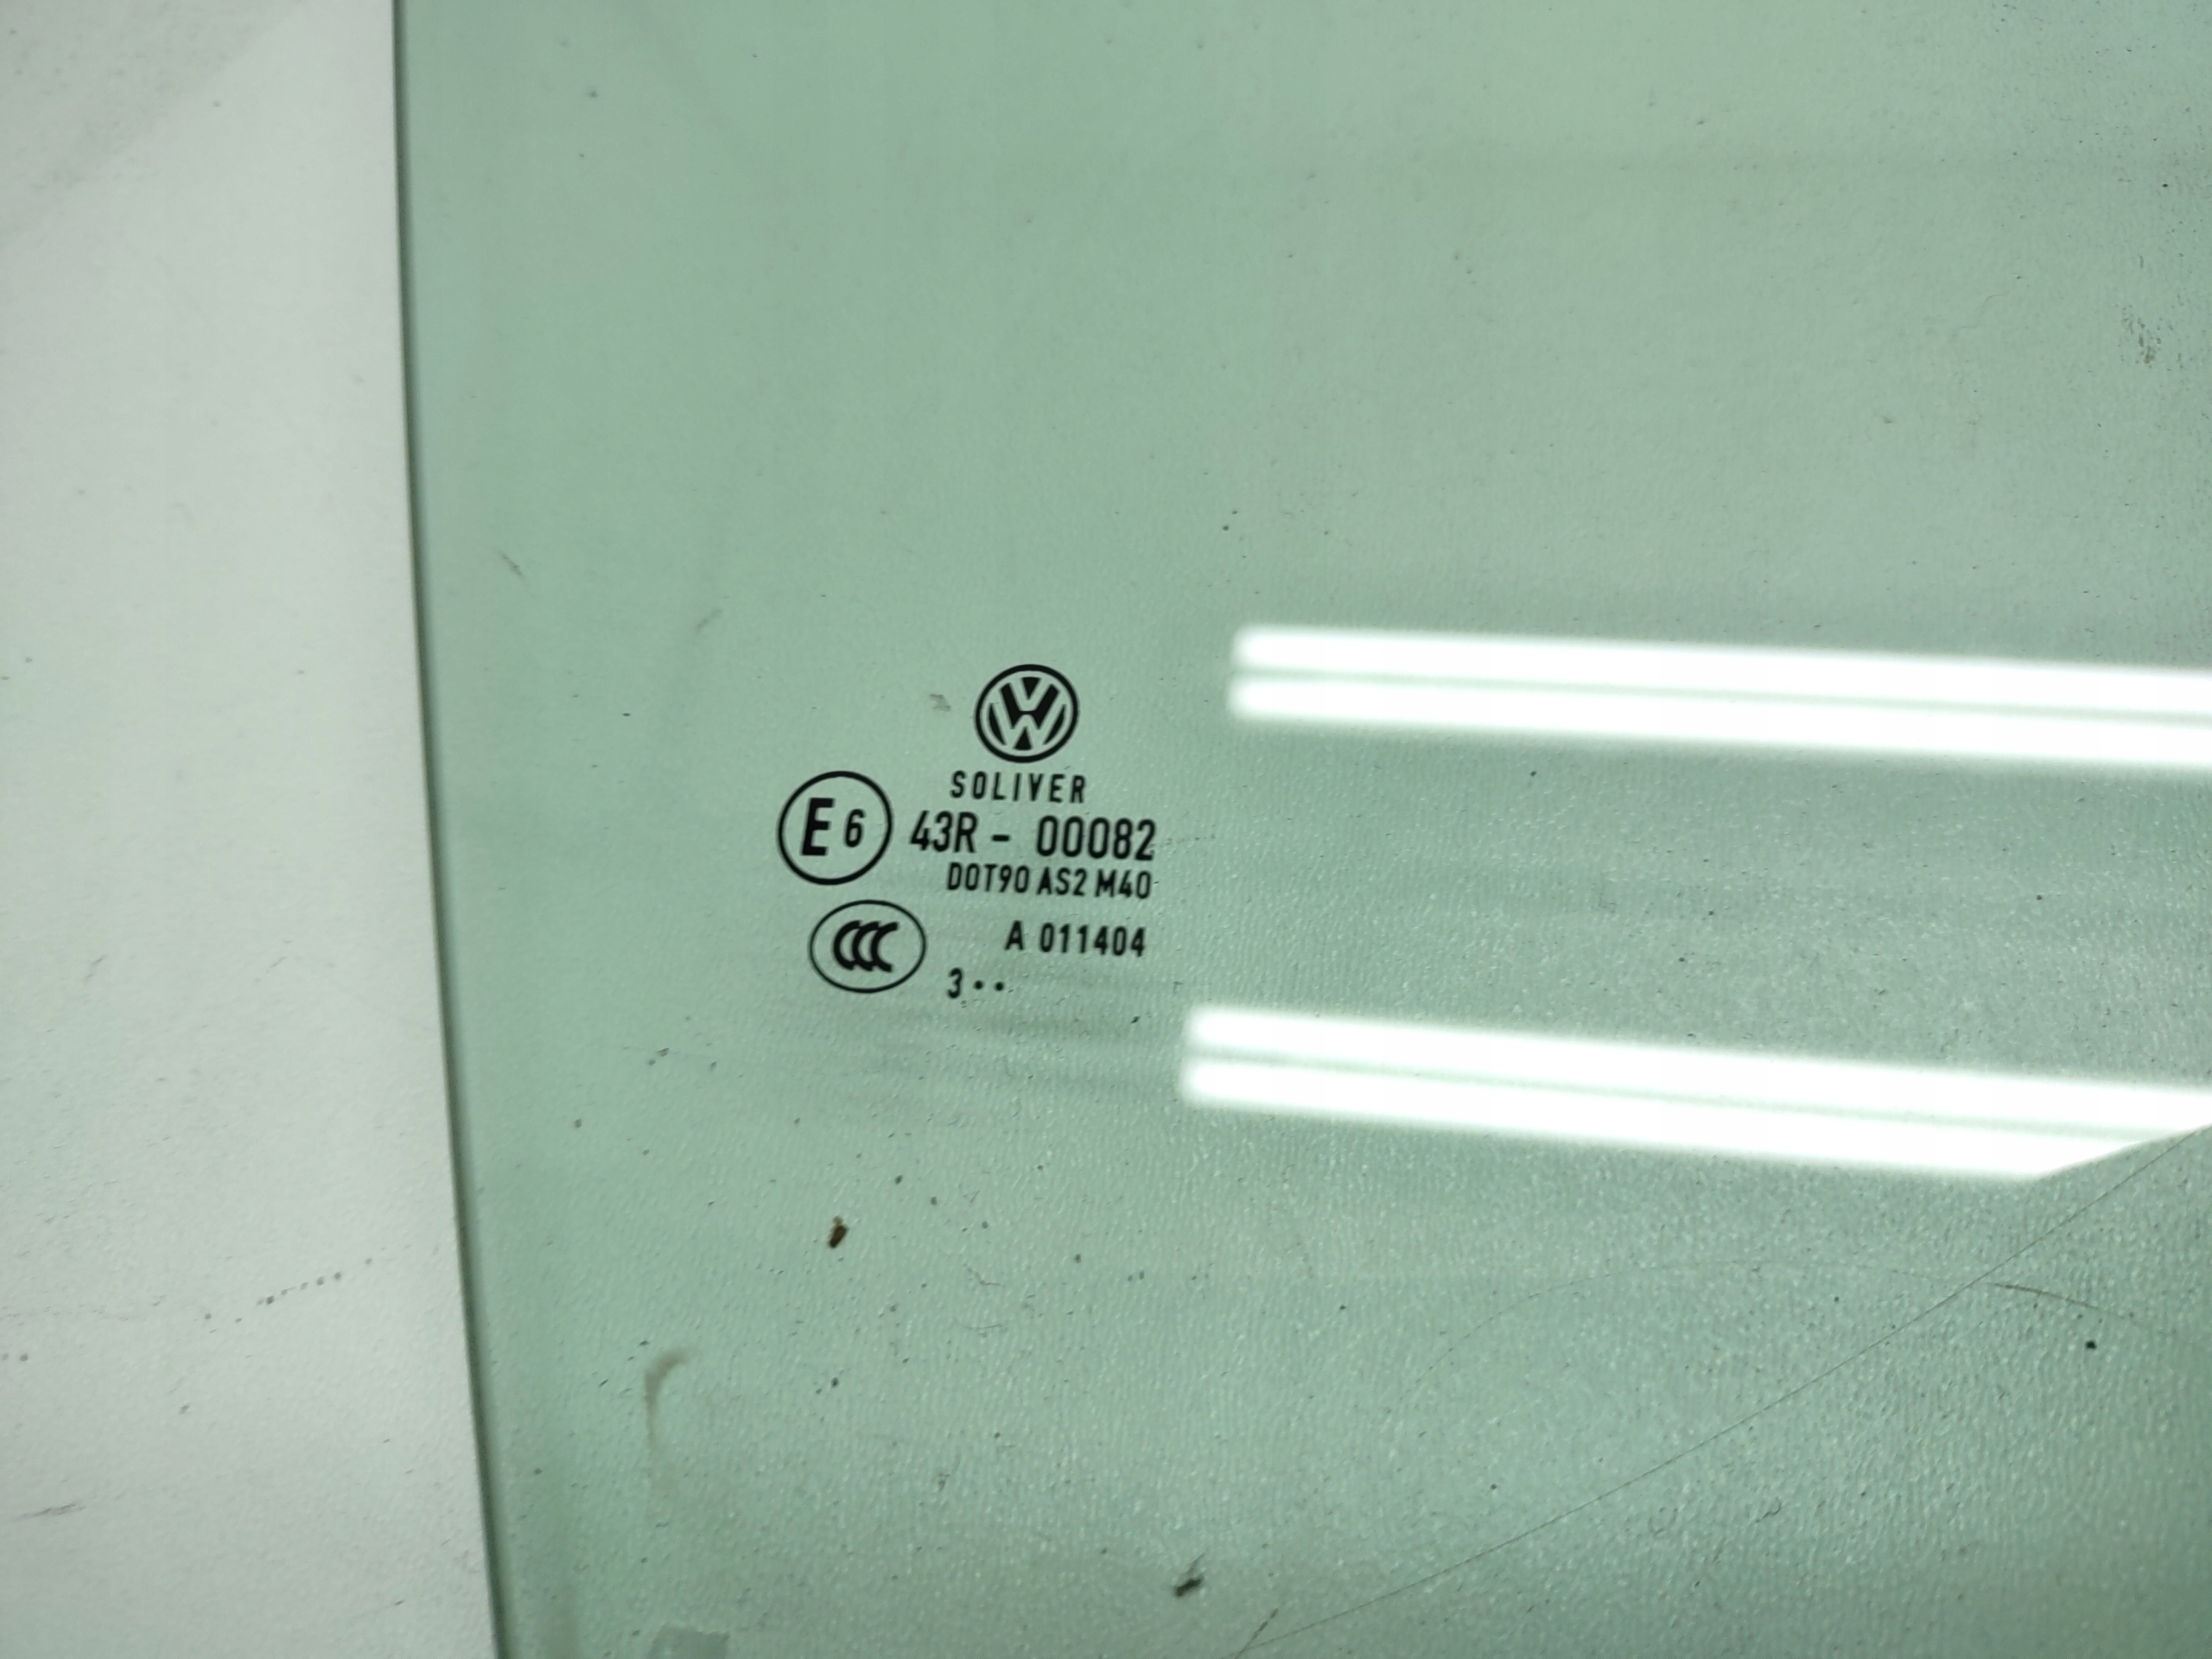 SOLIVER
E6 43R - 00082
DOT90 AS2 M40
CCC A 011404
3··